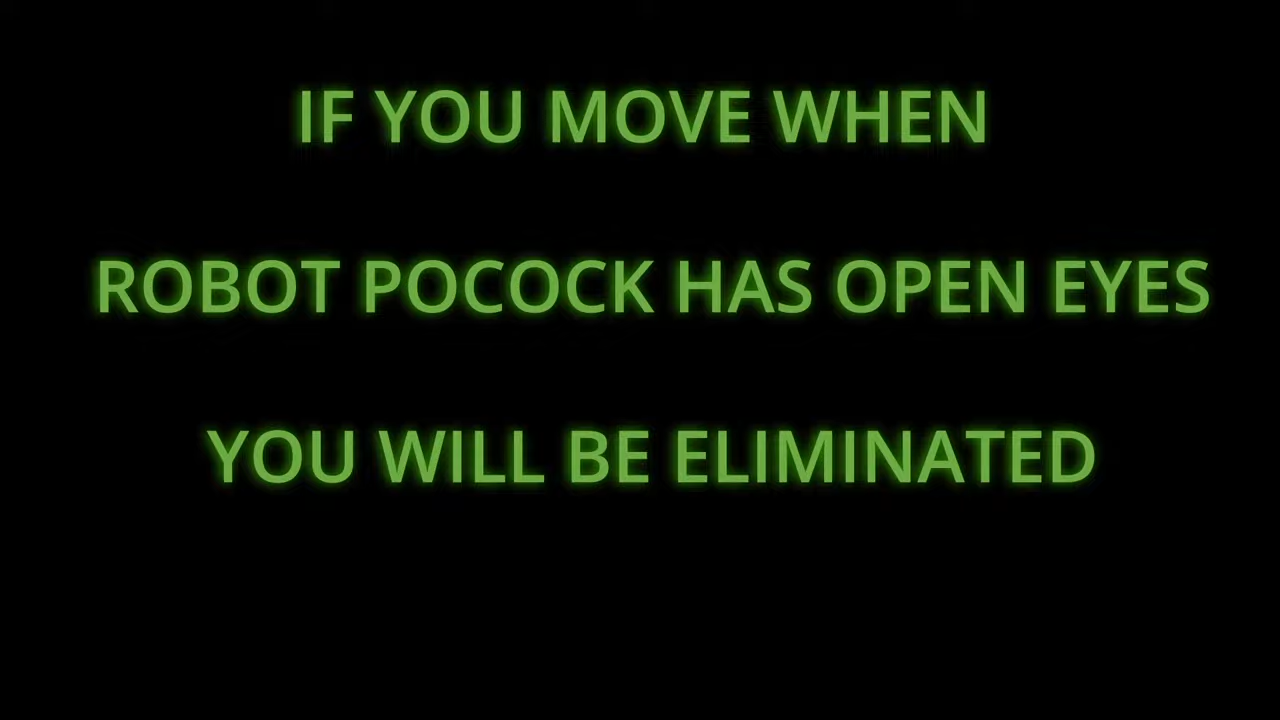 IF YOU MOVE WHEN
ROBOT POCOCK HAS OPEN EYES
YOU WILL BE ELIMINATED